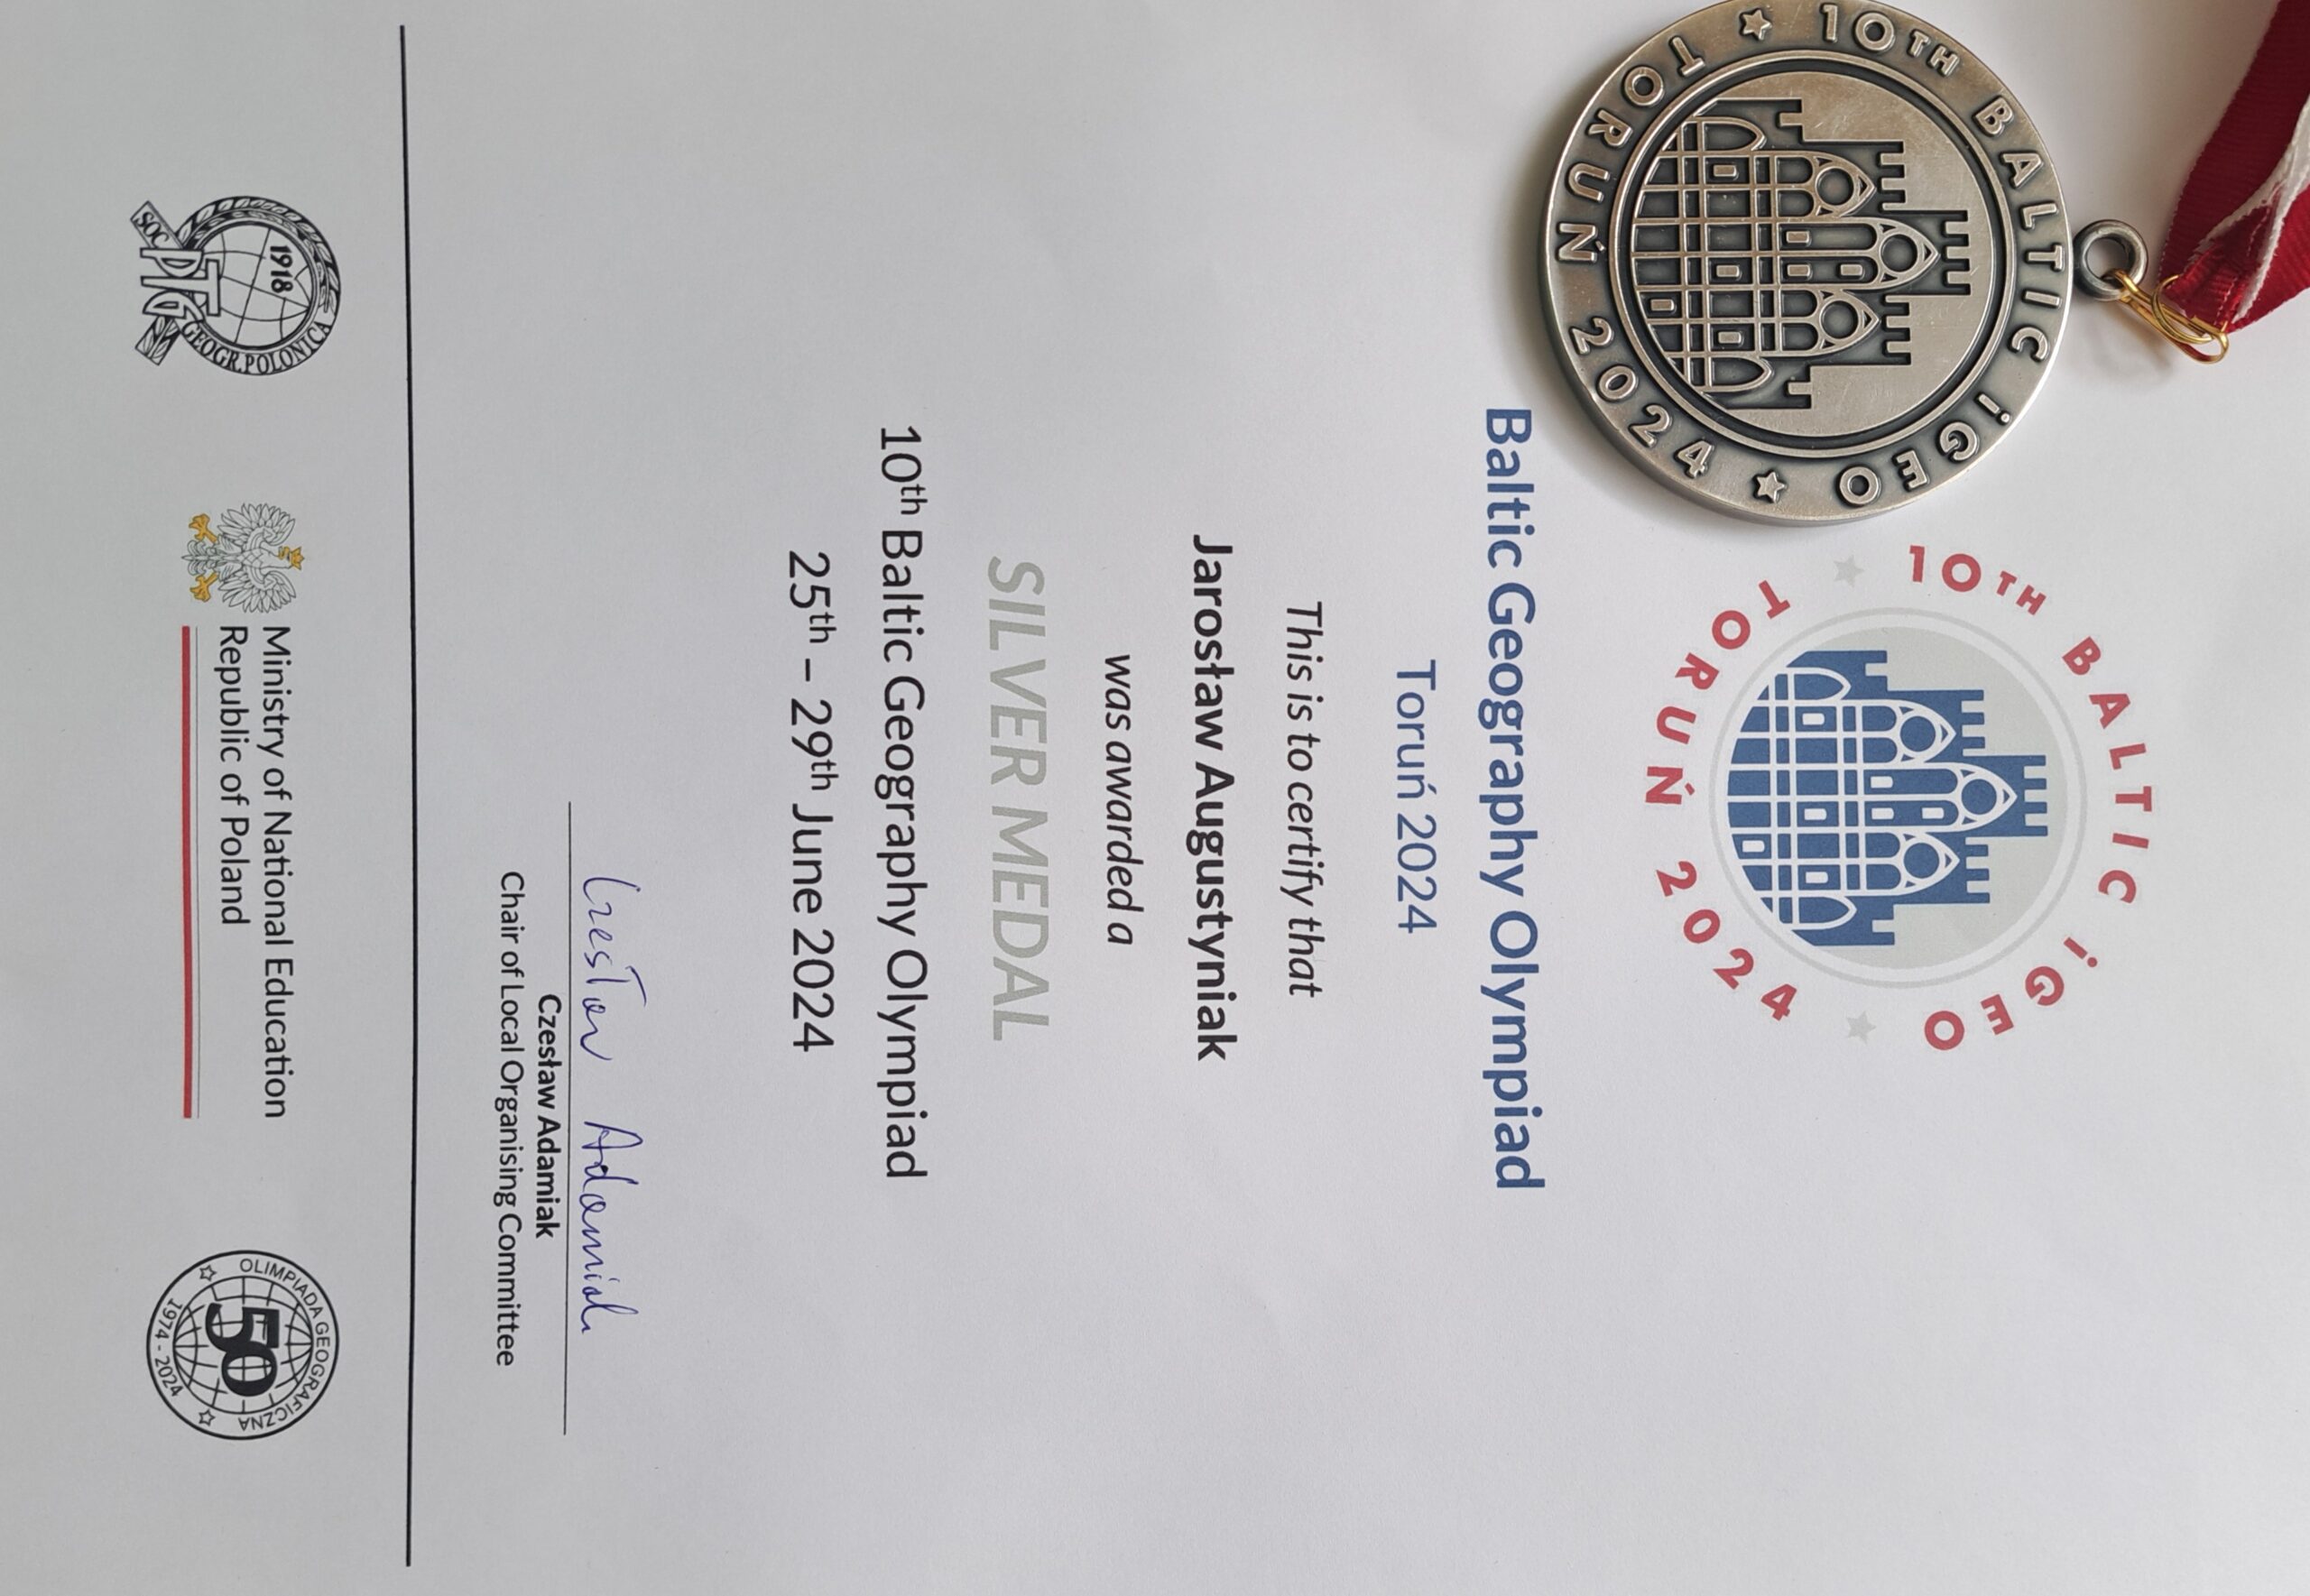 10TH BALTIC iGEO
TORUŃ 2024
10TH BALTIC iGEO
TORUŃ 2024
Baltic Geography Olympiad
Toruń 2024
This is to certify that
Jarosław Augustyniak
was awarded a
SILVER MEDAL
10th Baltic Geography Olympiad
25th – 29th June 2024
Czesław Adamiak
Czesław Adamiak
Chair of Local Organising Committee
1918
SOC
PTG
GEOGR.POLONICA
Ministry of National Education
Republic of Poland
OLIMPIADA GEOGRAFICZNA
50
1974 - 2024